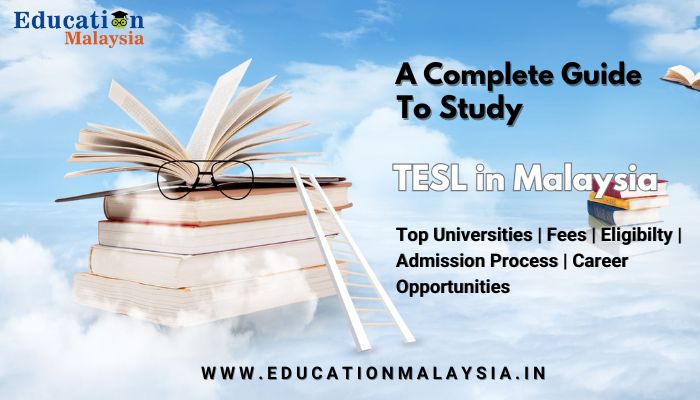 Education
Malaysia
A Complete Guide
To Study
TESL in Malaysia
Top Universities | Fees | Eligibilty |
Admission Process | Career
Opportunities
WWW.EDUCATIONMALAYSIA.IN